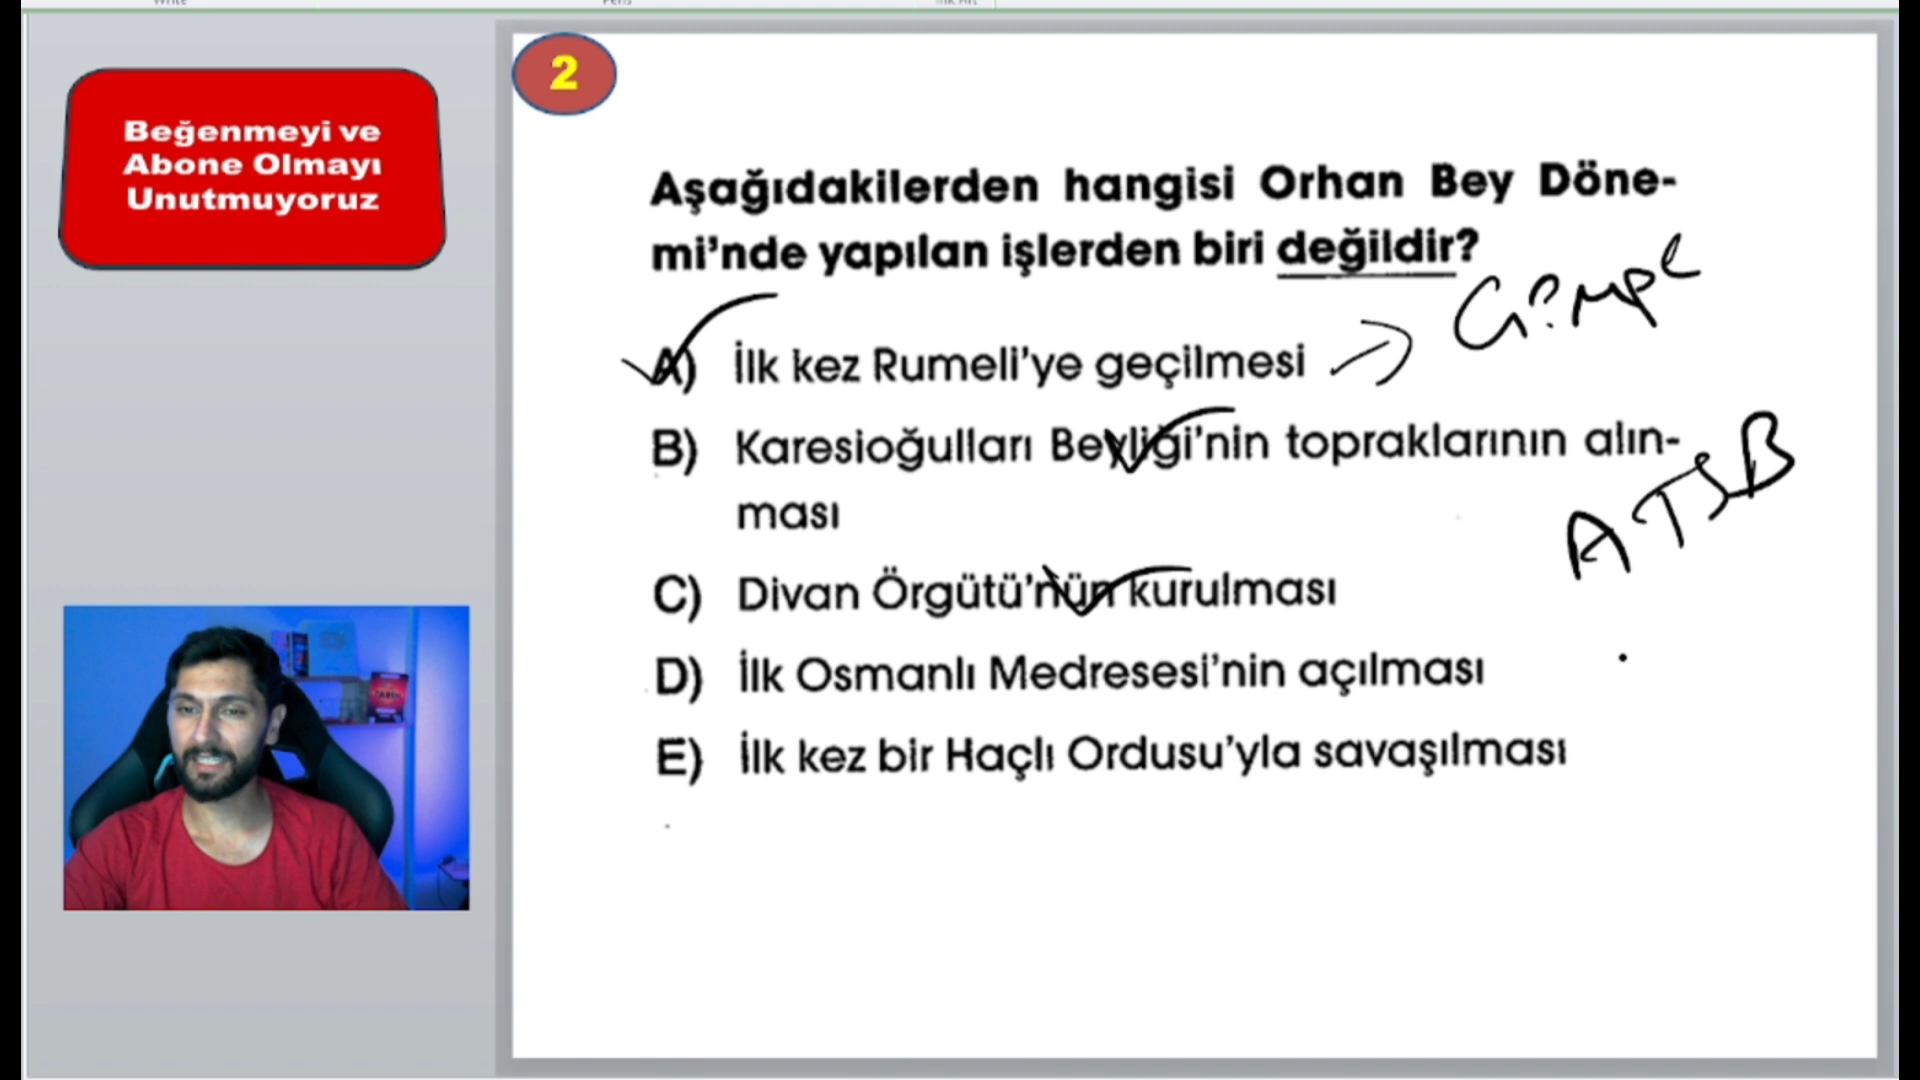 Write
Pens
Beğenmeyi ve
Abone Olmayı
Unutmuyoruz
2
Aşağıdakilerden hangisi Orhan Bey Döne-
mi'nde yapılan işlerden biri değildir?
A) İlk kez Rumeli'ye geçilmesi
B) Karesioğulları Beyliği'nin topraklarının alın-
ması
C) Divan Örgütü'nün kurulması
D) İlk Osmanlı Medresesi'nin açılması
E) İlk kez bir Haçlı Ordusu'yla savaşılması
ATSB